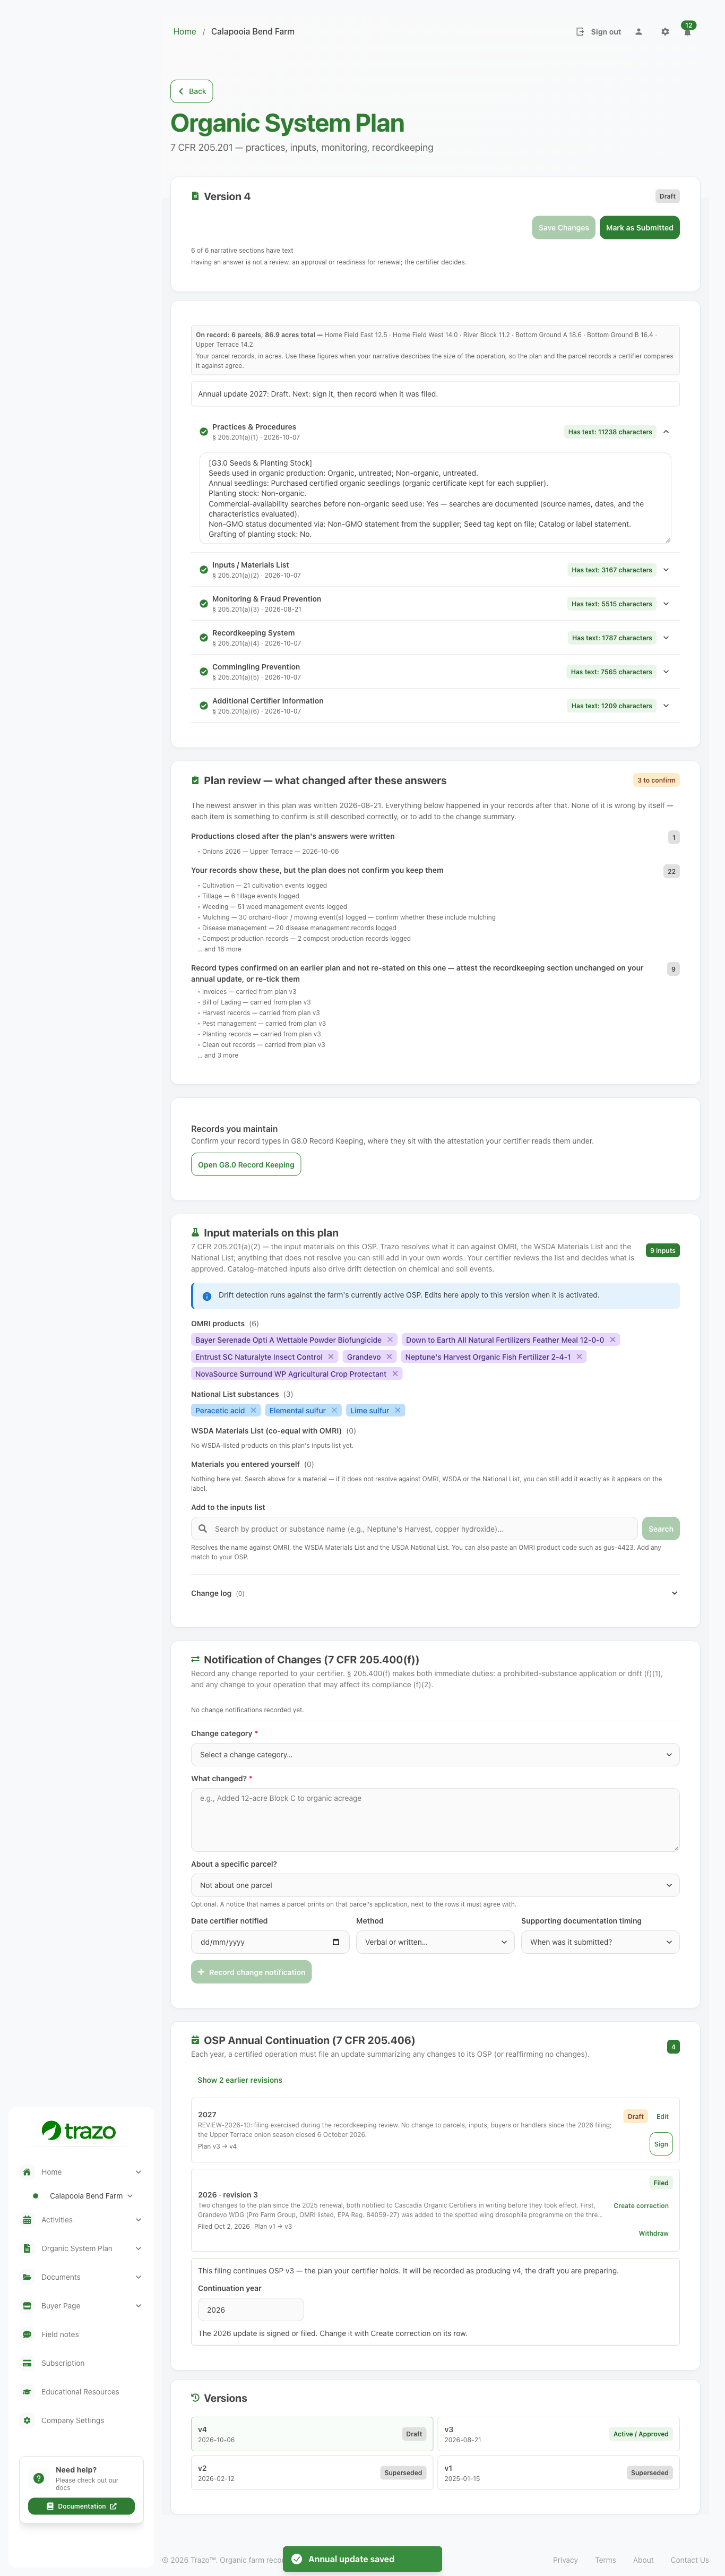 Home / Calapooia Bend Farm
Sign out
12
Back
Organic System Plan
7 CFR 205.201 — practices, inputs, monitoring, recordkeeping
Version 4
Draft
Save Changes
Mark as Submitted
6 of 6 narrative sections have text
Having an answer is not a review, an approval or readiness for renewal; the certifier decides.
On record: 6 parcels, 86.9 acres total — Home Field East 12.5 · Home Field West 14.0 · River Block 11.2 · Bottom Ground A 18.6 · Bottom Ground B 16.4 ·
Upper Terrace 14.2
Your parcel records, in acres. Use these figures when your narrative describes the size of the operation, so the plan and the parcel records a certifier compares
it against agree.
Annual update 2027: Draft. Next: sign it, then record when it was filed.
Practices & Procedures
§ 205.201(a)(1) · 2026-10-07
Has text: 11238 characters
[G3.0 Seeds & Planting Stock]
Seeds used in organic production: Organic, untreated; Non-organic, untreated.
Annual seedlings: Purchased certified organic seedlings (organic certificate kept for each supplier).
Planting stock: Non-organic.
Commercial-availability searches before non-organic seed use: Yes — searches are documented (source names, dates, and the
characteristics evaluated).
Non-GMO status documented via: Non-GMO statement from the supplier; Seed tag kept on file; Catalog or label statement.
Grafting of planting stock: No.
Inputs / Materials List
§ 205.201(a)(2) · 2026-10-07
Has text: 3167 characters
Monitoring & Fraud Prevention
§ 205.201(a)(3) · 2026-08-21
Has text: 5515 characters
Recordkeeping System
§ 205.201(a)(4) · 2026-10-07
Has text: 1787 characters
Commingling Prevention
§ 205.201(a)(5) · 2026-10-07
Has text: 7565 characters
Additional Certifier Information
§ 205.201(a)(6) · 2026-10-07
Has text: 1209 characters
Plan review — what changed after these answers
3 to confirm
The newest answer in this plan was written 2026-08-21. Everything below happened in your records after that. None of it is wrong by itself —
each item is something to confirm is still described correctly, or to add to the change summary.
Productions closed after the plan's answers were written
1
• Onions 2026 — Upper Terrace — 2026-10-06
Your records show these, but the plan does not confirm you keep them
22
• Cultivation — 21 cultivation events logged
• Tillage — 6 tillage events logged
• Weeding — 51 weed management events logged
• Mulching — 30 orchard-floor / mowing event(s) logged — confirm whether these include mulching
• Disease management — 20 disease management records logged
• Compost production records — 2 compost production records logged
... and 16 more
Record types confirmed on an earlier plan and not re-stated on this one — attest the recordkeeping section unchanged on your
annual update, or re-tick them
9
• Invoices — carried from plan v3
• Bill of Lading — carried from plan v3
• Harvest records — carried from plan v3
• Pest management — carried from plan v3
• Planting records — carried from plan v3
• Clean out records — carried from plan v3
... and 3 more
Records you maintain
Confirm your record types in G8.0 Record Keeping, where they sit with the attestation your certifier reads them under.
Open G8.0 Record Keeping
Input materials on this plan
7 CFR 205.201(a)(2) — the input materials on this OSP. Trazo resolves what it can against OMRI, the WSDA Materials List and the
National List; anything that does not resolve you can still add in your own words. Your certifier reviews the list and decides what is
approved. Catalog-matched inputs also drive drift detection on chemical and soil events.
9 inputs
Drift detection runs against the farm's currently active OSP. Edits here apply to this version when it is activated.
OMRI products (6)
Bayer Serenade Opti A Wettable Powder Biofungicide
Down to Earth All Natural Fertilizers Feather Meal 12-0-0
Entrust SC Naturalyte Insect Control
Grandevo
Neptune's Harvest Organic Fish Fertilizer 2-4-1
NovaSource Surround WP Agricultural Crop Protectant
National List substances (3)
Peracetic acid
Elemental sulfur
Lime sulfur
WSDA Materials List (co-equal with OMRI) (0)
No WSDA-listed products on this plan's inputs list yet.
Materials you entered yourself (0)
Nothing here yet. Search above for a material — if it does not resolve against OMRI, WSDA or the National List, you can still add it exactly as it appears on the
label.
Add to the inputs list
Search by product or substance name (e.g., Neptune's Harvest, copper hydroxide)...
Search
Resolves the name against OMRI, the WSDA Materials List and the USDA National List. You can also paste an OMRI product code such as gus-4423. Add any
match to your OSP.
Change log (0)
Notification of Changes (7 CFR 205.400(f))
Record any change reported to your certifier. § 205.400(f) makes both immediate duties: a prohibited-substance application or drift (f)(1),
and any change to your operation that may affect its compliance (f)(2).
No change notifications recorded yet.
Change category *
Select a change category...
What changed? *
e.g., Added 12-acre Block C to organic acreage
About a specific parcel?
Not about one parcel
Optional. A notice that names a parcel prints on that parcel's application, next to the rows it must agree with.
Date certifier notified
Method
Supporting documentation timing
dd/mm/yyyy
Verbal or written...
When was it submitted?
+ Record change notification
OSP Annual Continuation (7 CFR 205.406)
Each year, a certified operation must file an update summarizing any changes to its OSP (or reaffirming no changes).
4
Show 2 earlier revisions
2027
Draft
Edit
REVIEW-2026-10: filing exercised during the recordkeeping review. No change to parcels, inputs, buyers or handlers since the 2026 filing;
the Upper Terrace onion season closed 6 October 2026.
Plan v3 → v4
Sign
Filed
2026 · revision 3
Two changes to the plan since the 2025 renewal, both notified to Cascadia Organic Certifiers in writing before they took effect. First,
Grandevo WDG (Pro Farm Group, OMRI listed, EPA Reg. 84059-27) was added to the spotted wing drosophila programme on the thre...
Filed Oct 2, 2026 Plan v1 → v3
Create correction
Withdraw
This filing continues OSP v3 — the plan your certifier holds. It will be recorded as producing v4, the draft you are preparing.
Continuation year
2026
The 2026 update is signed or filed. Change it with Create correction on its row.
Versions
v4
2026-10-06
Draft
v3
2026-08-21
Active / Approved
v2
2026-02-12
Superseded
v1
2025-01-15
Superseded
trazo
Home
Calapooia Bend Farm
Activities
Organic System Plan
Documents
Buyer Page
Field notes
Subscription
Educational Resources
Company Settings
Need help?
Please check out our
docs
Documentation
© 2026 Trazo™. Organic farm recor
Annual update saved
Privacy
Terms
About
Contact Us